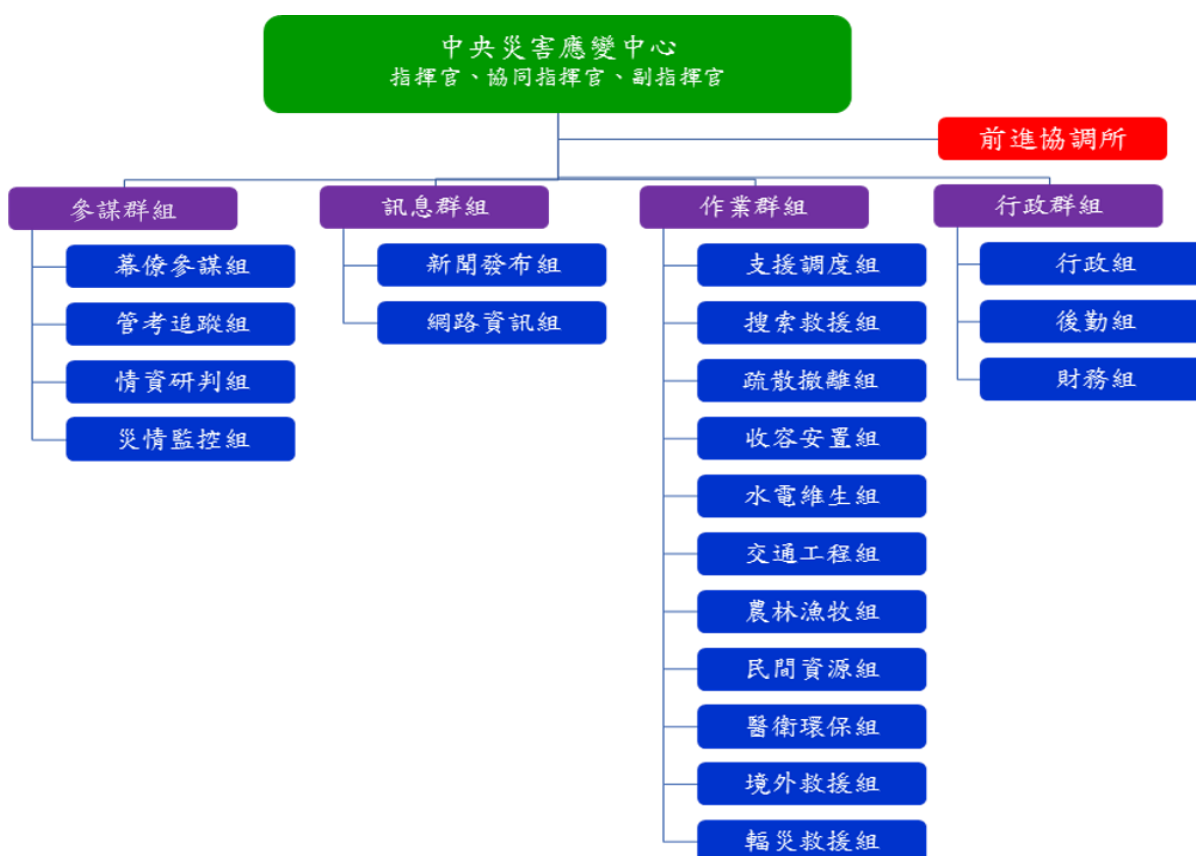 中央災害應變中心
指揮官、協同指揮官、副指揮官
前進協調所
參謀群組
幕僚參謀組
管考追蹤組
情資研判組
災情監控組
訊息群組
新聞發布組
網路資訊組
作業群組
支援調度組
搜索救援組
疏散撤離組
收容安置組
水電維生組
交通工程組
農林漁牧組
民間資源組
醫衛環保組
境外救援組
輻災救援組
行政群組
行政組
後勤組
財務組